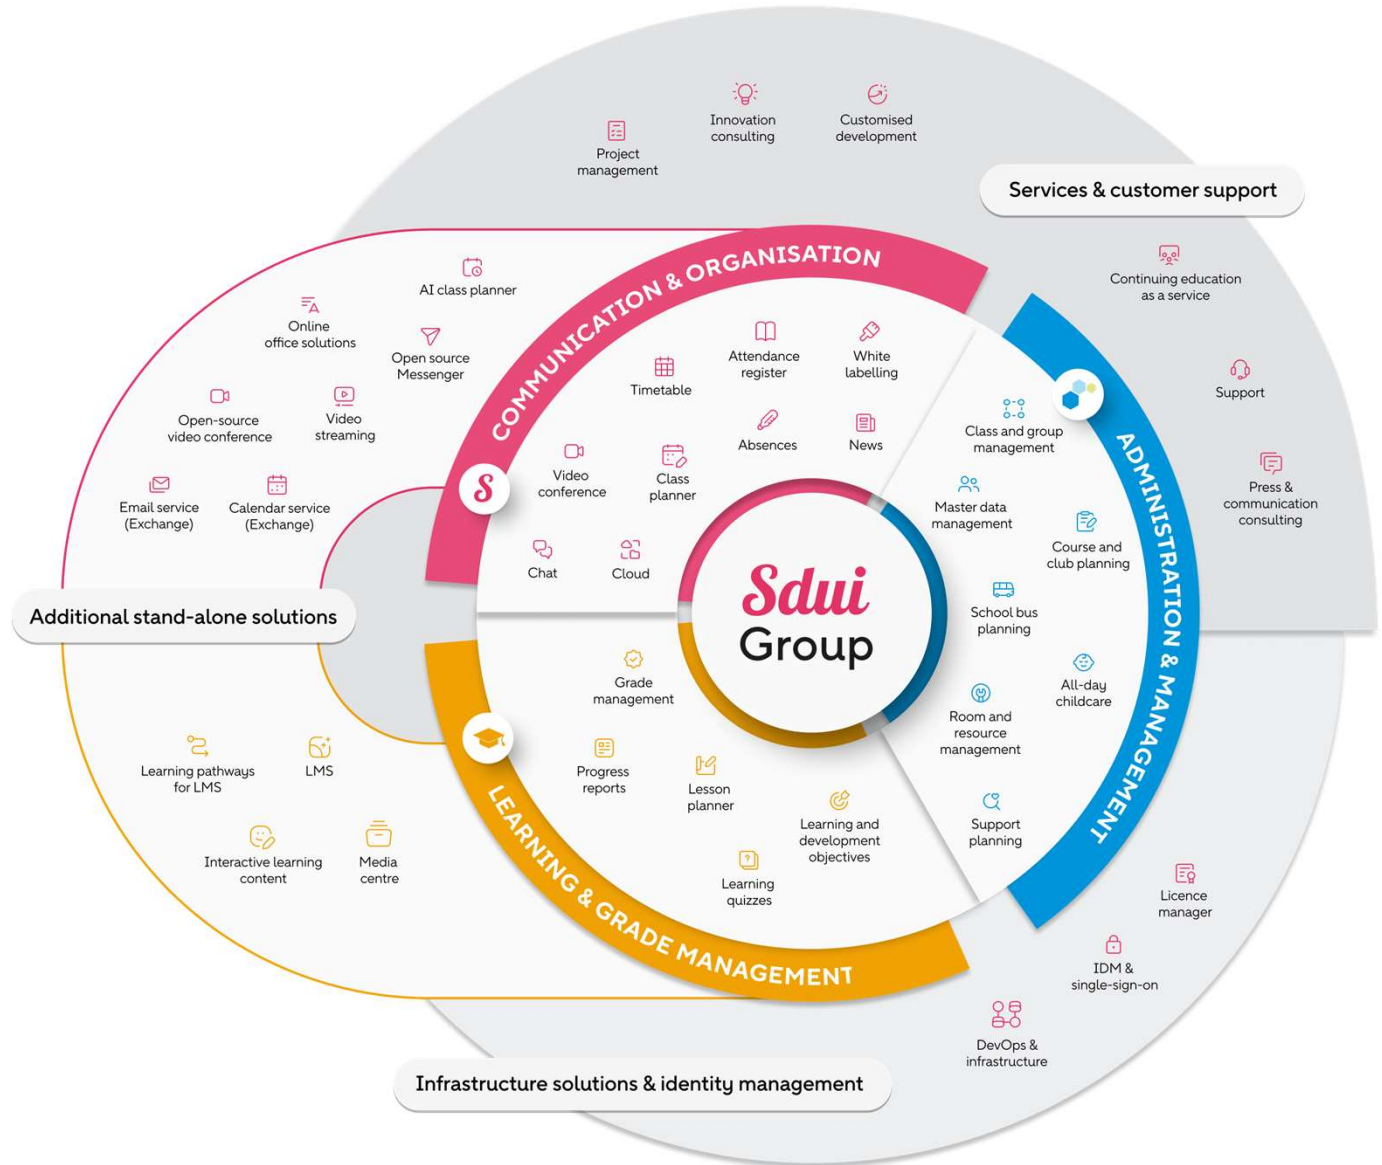 Innovation
consulting
Customised
development
Project
management
Services & customer support
Continuing education
as a service
Support
Press &
communication
consulting
COMMUNICATION & ORGANISATION
AI class planner
Online
office solutions
Open source
Messenger
Open-source
video conference
Video
streaming
Email service
(Exchange)
Calendar service
(Exchange)
S
Timetable
Attendance
register
White
labelling
Absences
News
Video
conference
Class
planner
Chat
Cloud
ADMINISTRATION & MANAGEMENT
Class and group
management
Master data
management
Course and
club planning
School bus
planning
All-day
childcare
Room and
resource
management
Support
planning
Sdui
Group
Additional stand-alone solutions
Grade
management
Progress
reports
Lesson
planner
Learning and
development
objectives
Learning
quizzes
LEARNING & GRADE MANAGEMENT
Learning pathways
for LMS
LMS
Interactive learning
content
Media
centre
Licence
manager
IDM &
single-sign-on
DevOps &
infrastructure
Infrastructure solutions & identity management